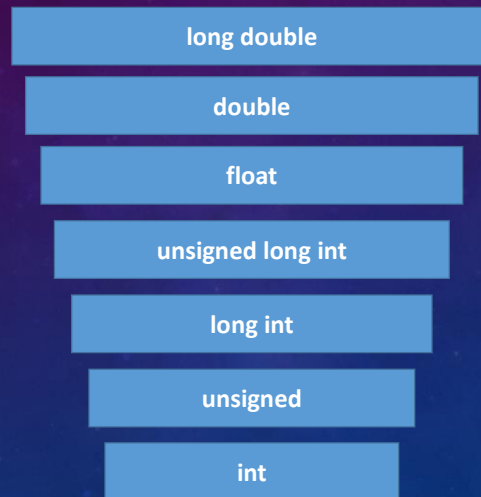 long double
double
float
unsigned long int
long int
unsigned
int